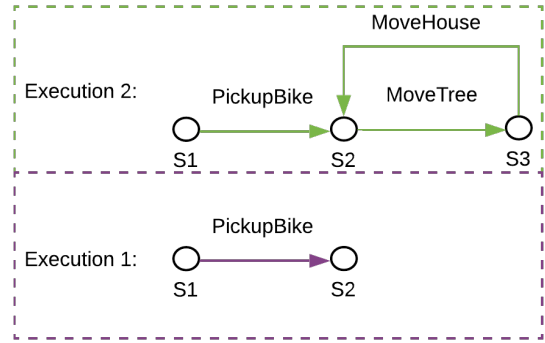 MoveHouse
Execution 2:
PickupBike
MoveTree
S1
S2
S3
PickupBike
Execution 1:
S1
S2